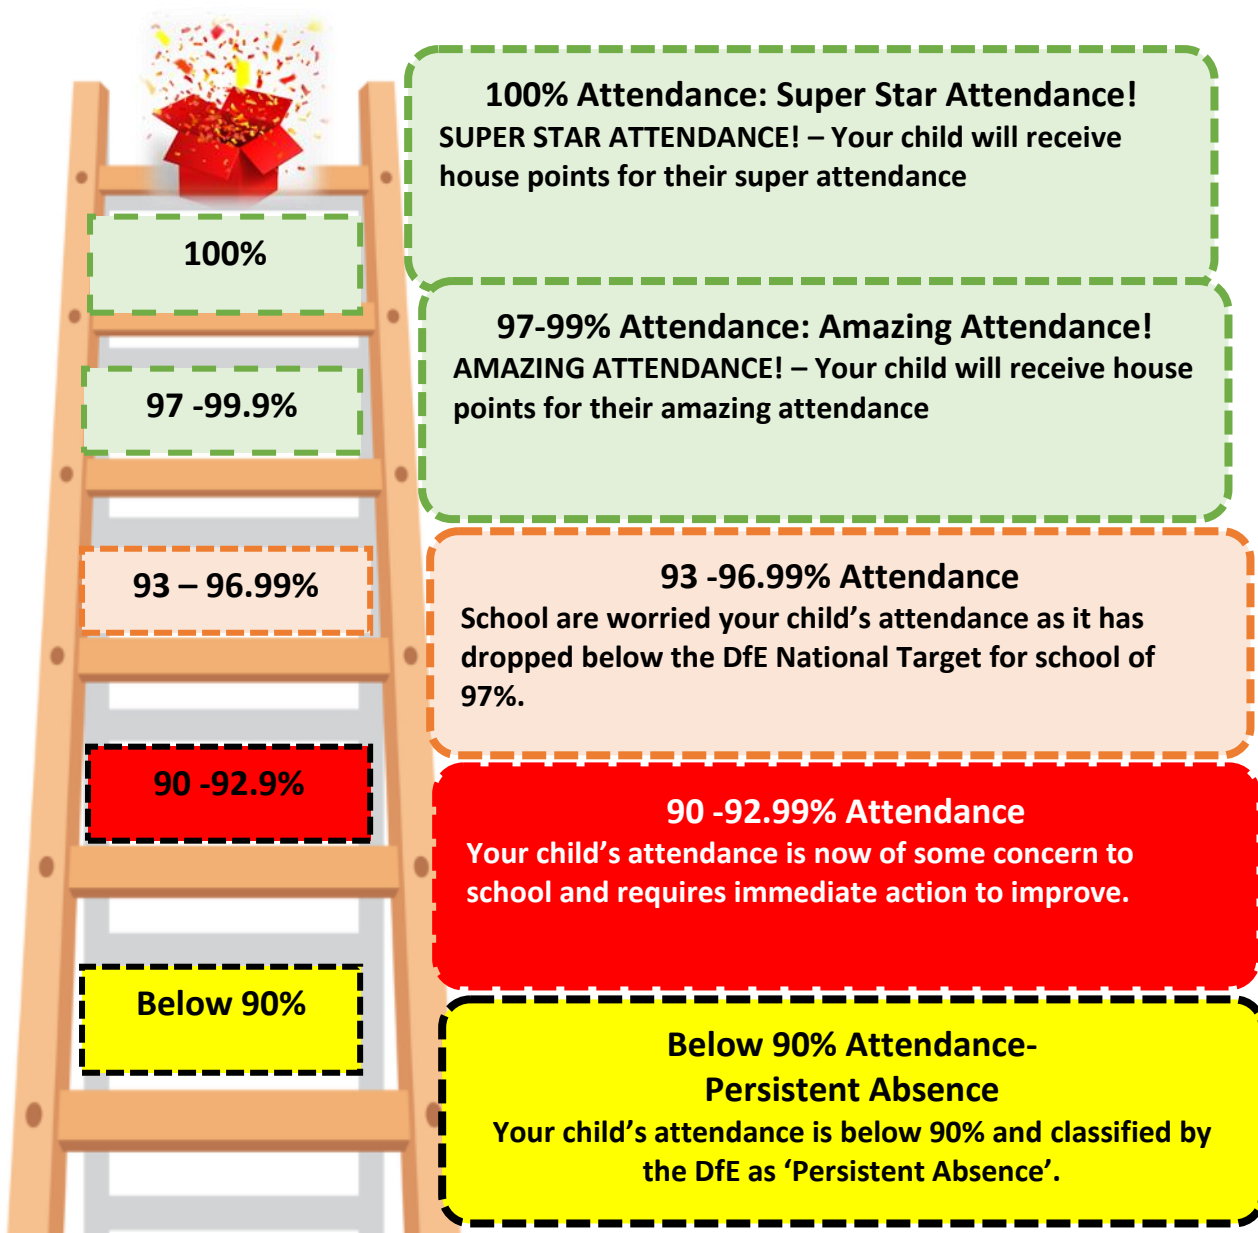 100% Attendance: Super Star Attendance!
SUPER STAR ATTENDANCE! – Your child will receive
house points for their super attendance
100%
97-99% Attendance: Amazing Attendance!
AMAZING ATTENDANCE! – Your child will receive house
points for their amazing attendance
97 -99.9%
93 -96.99% Attendance
School are worried your child’s attendance as it has
dropped below the DfE National Target for school of
97%.
93 – 96.99%
90 -92.99% Attendance
Your child’s attendance is now of some concern to
school and requires immediate action to improve.
90 -92.9%
Below 90% Attendance-
Persistent Absence
Your child’s attendance is below 90% and classified by
the DfE as ‘Persistent Absence’.
Below 90%